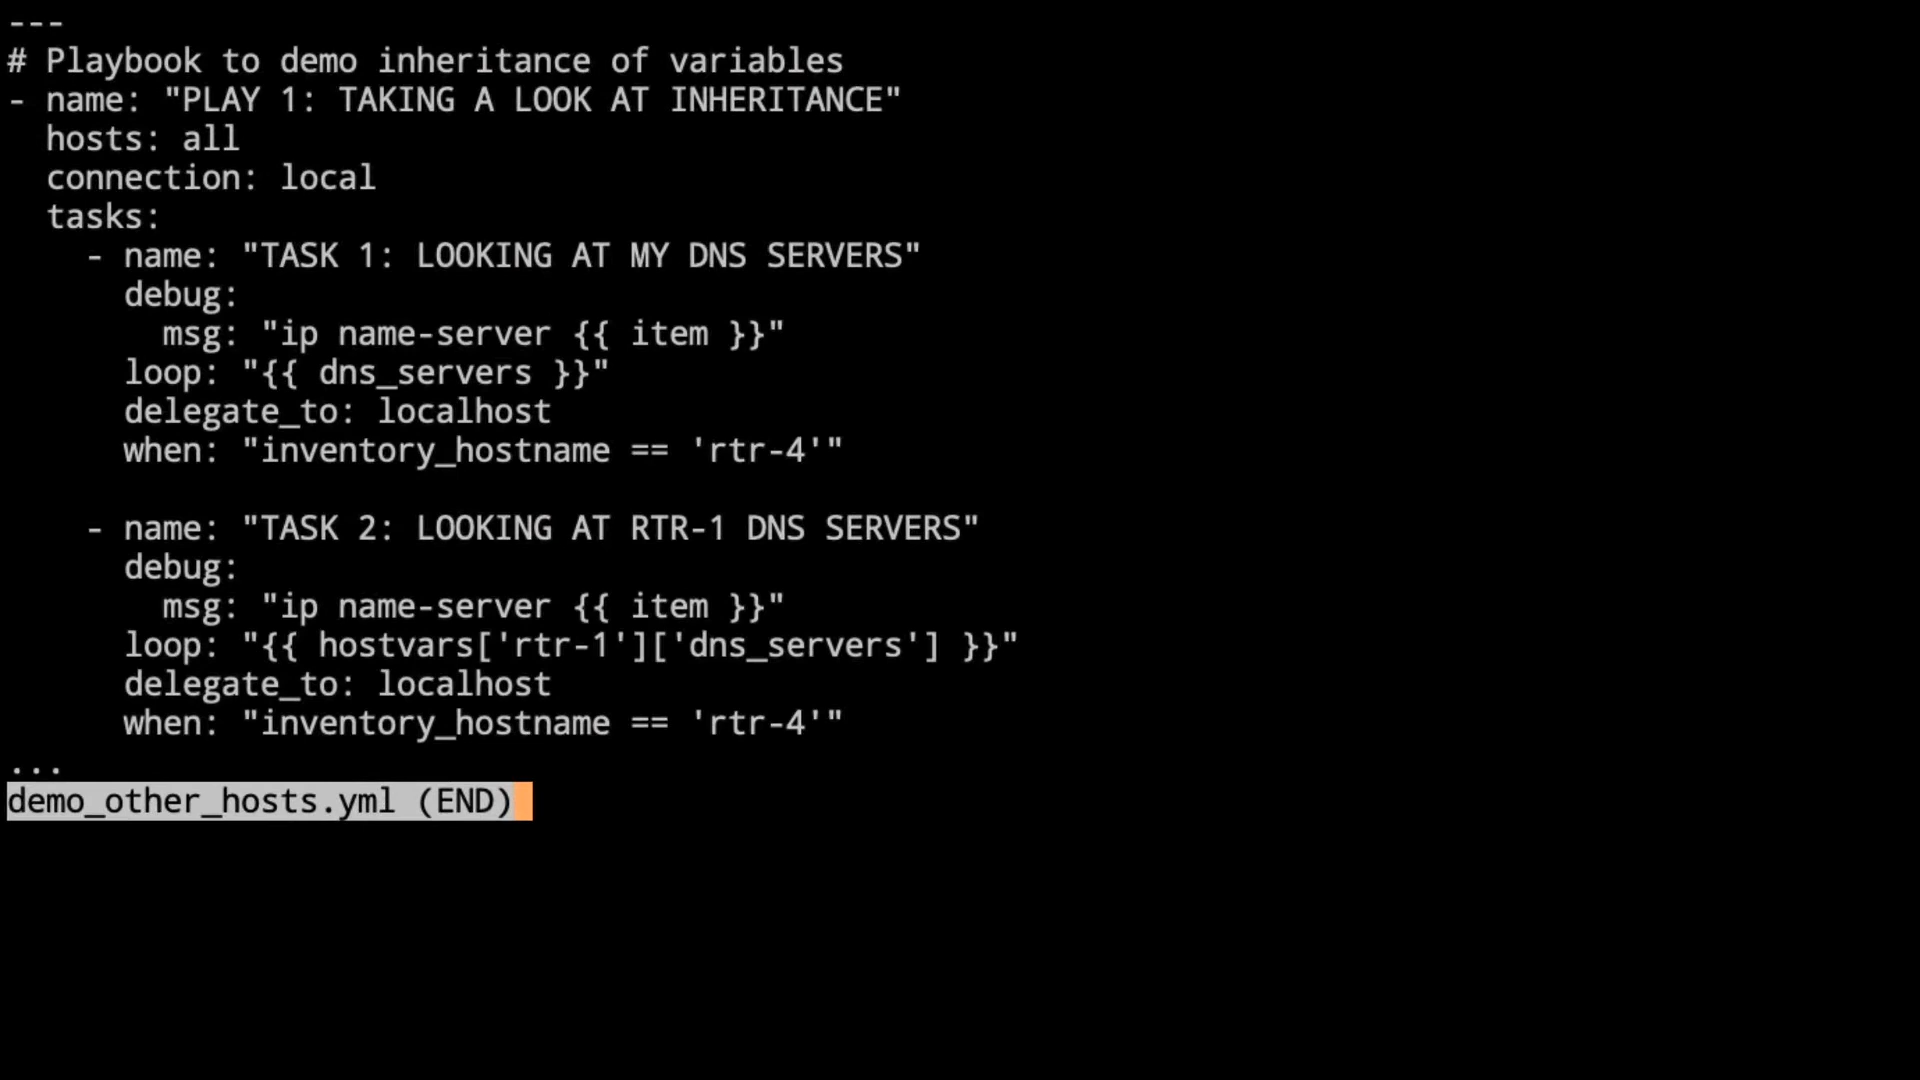 ---
# Playbook to demo inheritance of variables
- name: "PLAY 1: TAKING A LOOK AT INHERITANCE"
  hosts: all
  connection: local
  tasks:
    - name: "TASK 1: LOOKING AT MY DNS SERVERS"
      debug:
        msg: "ip name-server {{ item }}"
      loop: "{{ dns_servers }}"
      delegate_to: localhost
      when: "inventory_hostname == 'rtr-4'"

    - name: "TASK 2: LOOKING AT RTR-1 DNS SERVERS"
      debug:
        msg: "ip name-server {{ item }}"
      loop: "{{ hostvars['rtr-1']['dns_servers'] }}"
      delegate_to: localhost
      when: "inventory_hostname == 'rtr-4'"
...
demo_other_hosts.yml (END)